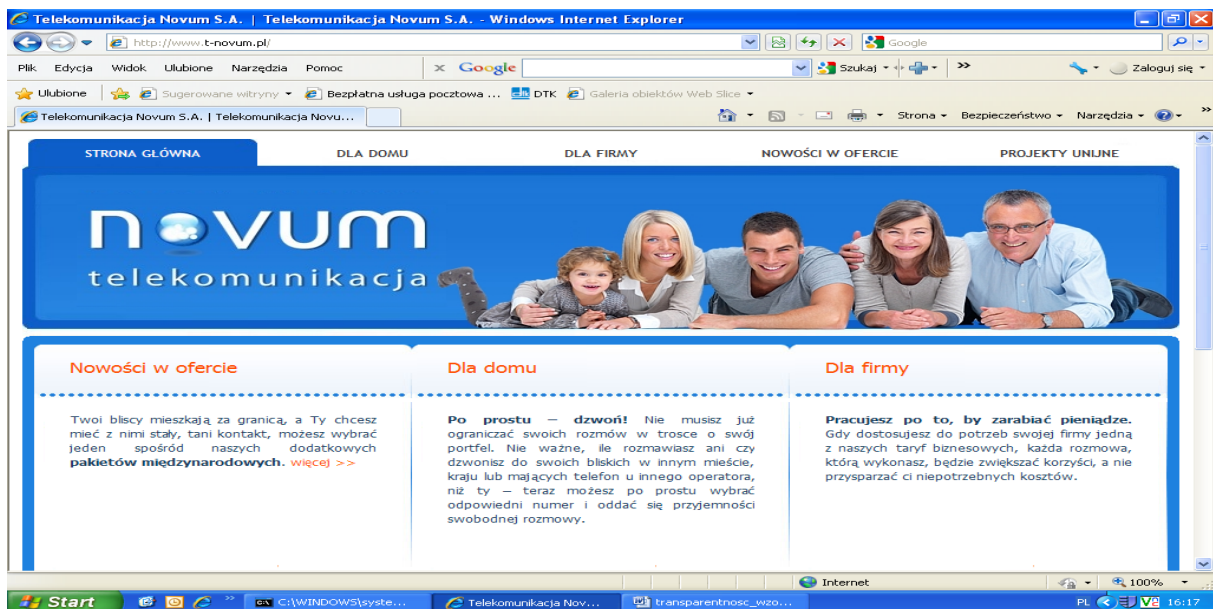 Telekomunikacja Novum S.A. | Telekomunikacja Novum S.A. - Windows Internet Explorer
http://www.t-novum.pl/
Google
Plik Edycja Widok Ulubione Narzędzia Pomoc
x Google
Szukaj
Zaloguj się
Ulubione
Sugerowane witryny
Bezpłatna usługa pocztowa ...
DTK
Galeria obiektów Web Slice
Telekomunikacja Novum S.A. | Telekomunikacja Novu...
Strona
Bezpieczeństwo
Narzędzia
STRONA GŁÓWNA
DLA DOMU
DLA FIRMY
NOWOŚCI W OFERCIE
PROJEKTY UNIJNE
novum
telekomunikacja
Nowości w ofercie
Twoi bliscy mieszkają za granicą, a Ty chcesz
mieć z nimi stały, tani kontakt, możesz wybrać
jeden spośród naszych dodatkowych
pakietów międzynarodowych. więcej >>
Dla domu
Po prostu – dzwoń! Nie musisz już
ograniczać swoich rozmów w trosce o swój
portfel. Nie ważne, ile rozmawiasz ani czy
dzwonisz do swoich bliskich w innym mieście,
kraju lub mających telefon u innego operatora,
niż ty – teraz możesz po prostu wybrać
odpowiedni numer i oddać się przyjemności
swobodnej rozmowy.
Dla firmy
Pracujesz po to, by zarabiać pieniądze.
Gdy dostosujesz do potrzeb swojej firmy jedną
z naszych taryf biznesowych, każda rozmowa,
którą wykonasz, będzie zwiększać korzyści, a nie
przysparzać ci niepotrzebnych kosztów.
Internet
100%
Start
C:\WINDOWS\syste...
Telekomunikacja Nov...
transparentnosc_wzo...
PL
16:17